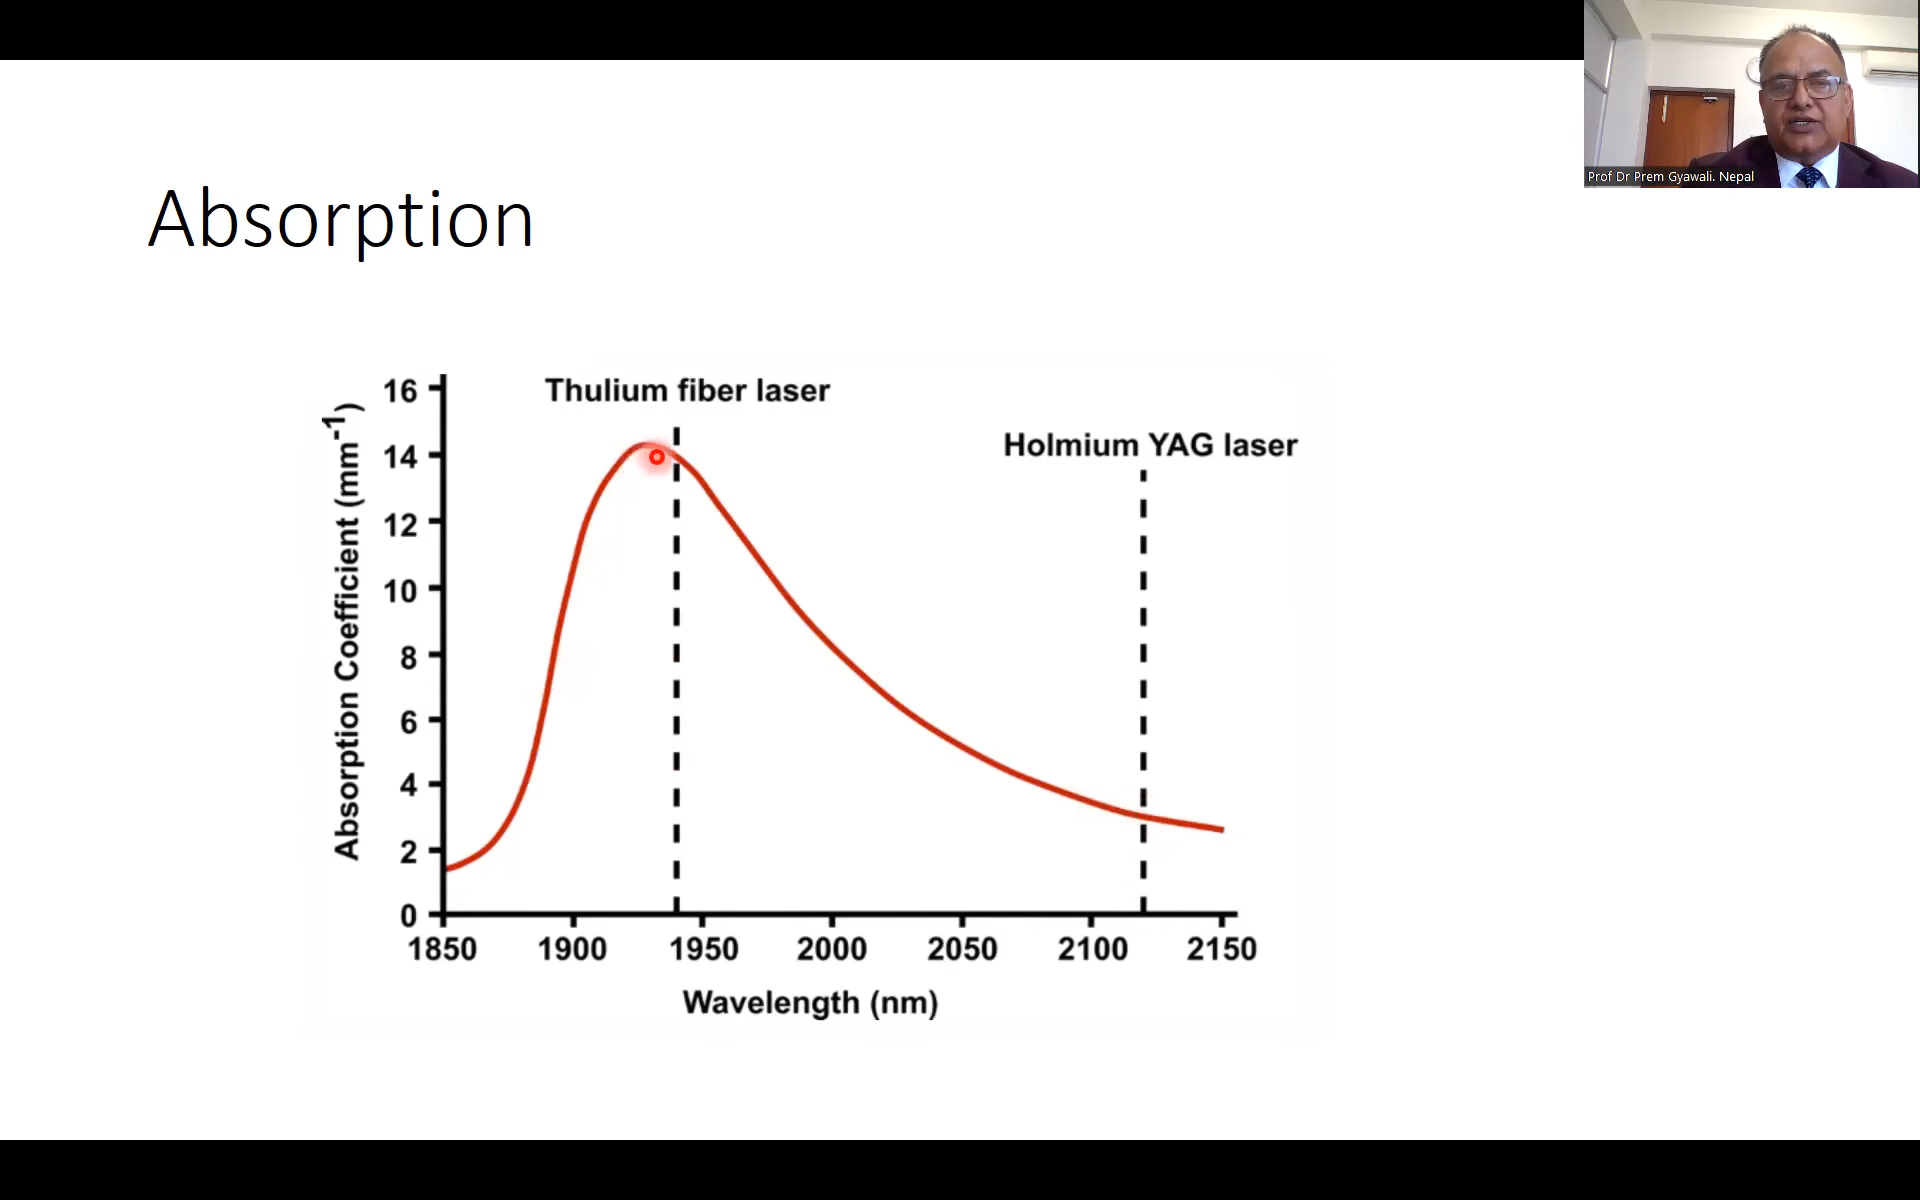 Prof Dr Prem Gyawali. Nepal
Absorption
Thulium fiber laser
Holmium YAG laser
Absorption Coefficient (mm-1)
16
14
12
10
8
6
4
2
0
1850 1900 1950 2000 2050 2100 2150
Wavelength (nm)